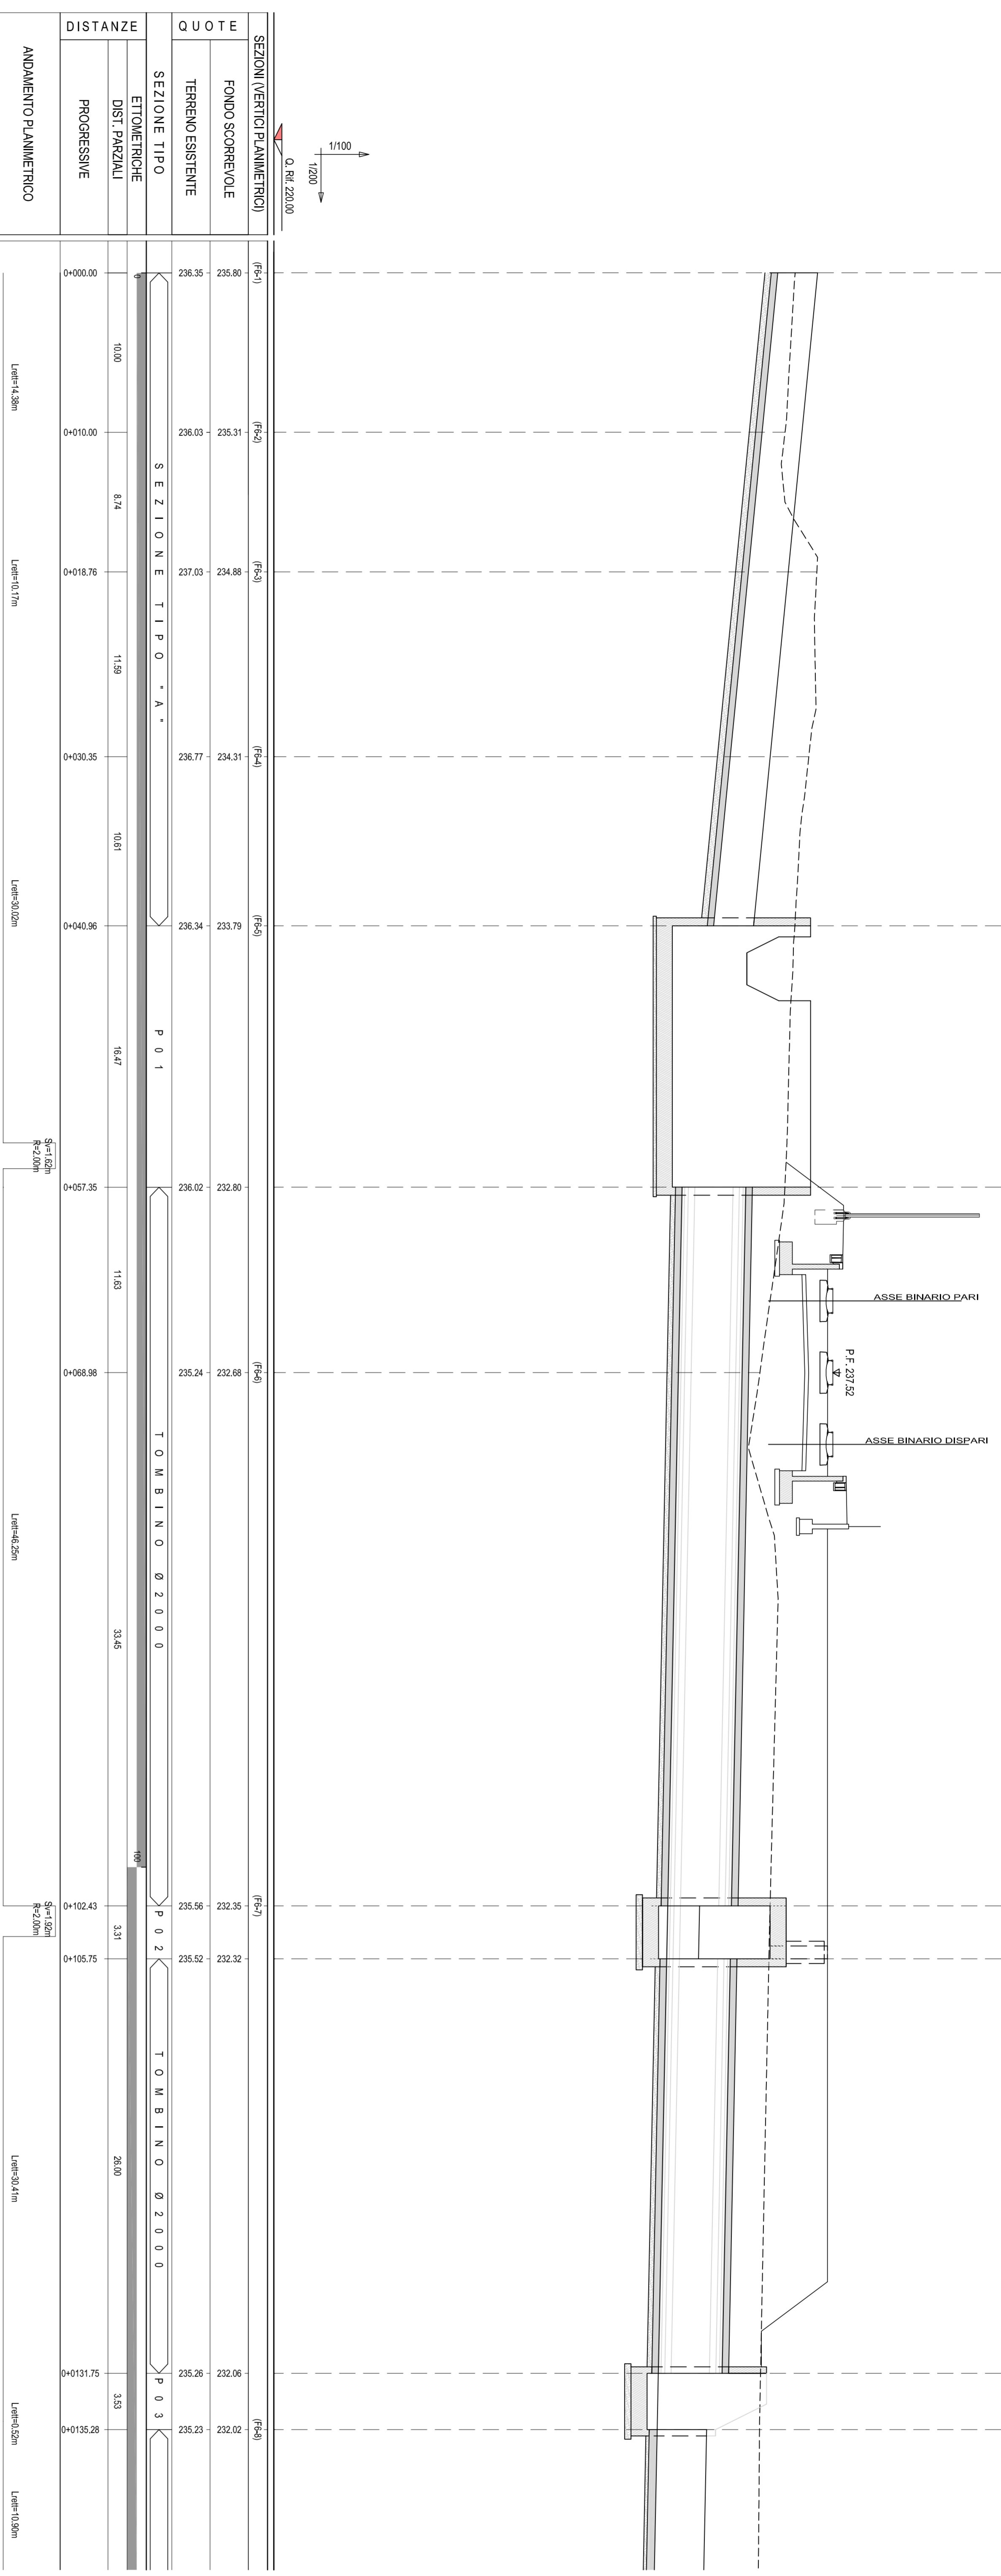 1/100
1/200
Q. Rif. 220.00
SEZIONI (VERTICI PLANIMETRICI)
(F6-1)
(F6-2)
(F6-3)
(F6-4)
(F6-5)
(F6-6)
(F6-7)
(F6-8)
QUOTE
FONDO SCORREVOLE
235.80
235.31
234.88
234.31
233.79
232.80
232.68
232.35
232.32
232.06
232.02
TERRENO ESISTENTE
236.35
236.03
237.03
236.77
236.34
236.02
235.24
235.56
235.52
235.26
235.23
SEZIONE TIPO
SEZIONE TIPO "A"
P01
TOMBINO Ø2000
P02
TOMBINO Ø2000
P03
DISTANZE
ETTOMETRICHE
0
100
DIST. PARZIALI
10.00
8.74
11.59
10.61
16.47
11.63
33.45
3.31
26.00
3.53
PROGRESSIVE
0+000.00
0+010.00
0+018.76
0+030.35
0+040.96
0+057.35
0+068.98
0+102.43
0+105.75
0+0131.75
0+0135.28
ANDAMENTO PLANIMETRICO
Lrett=14.38m
Lrett=10.17m
Lrett=30.02m
Sv=1.62m
R=2.00m
Lrett=46.25m
Sv=1.92m
R=2.00m
Lrett=30.41m
Lrett=0.52m
Lrett=10.90m
ASSE BINARIO PARI
P.F. 237.52
ASSE BINARIO DISPARI